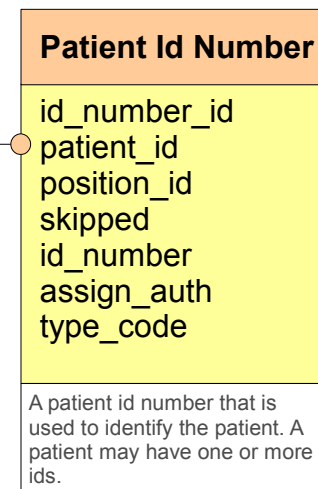 Patient Id Number
id_number_id
patient_id
position_id
skipped
id_number
assign_auth
type_code
A patient id number that is
used to identify the patient. A
patient may have one or more
ids.